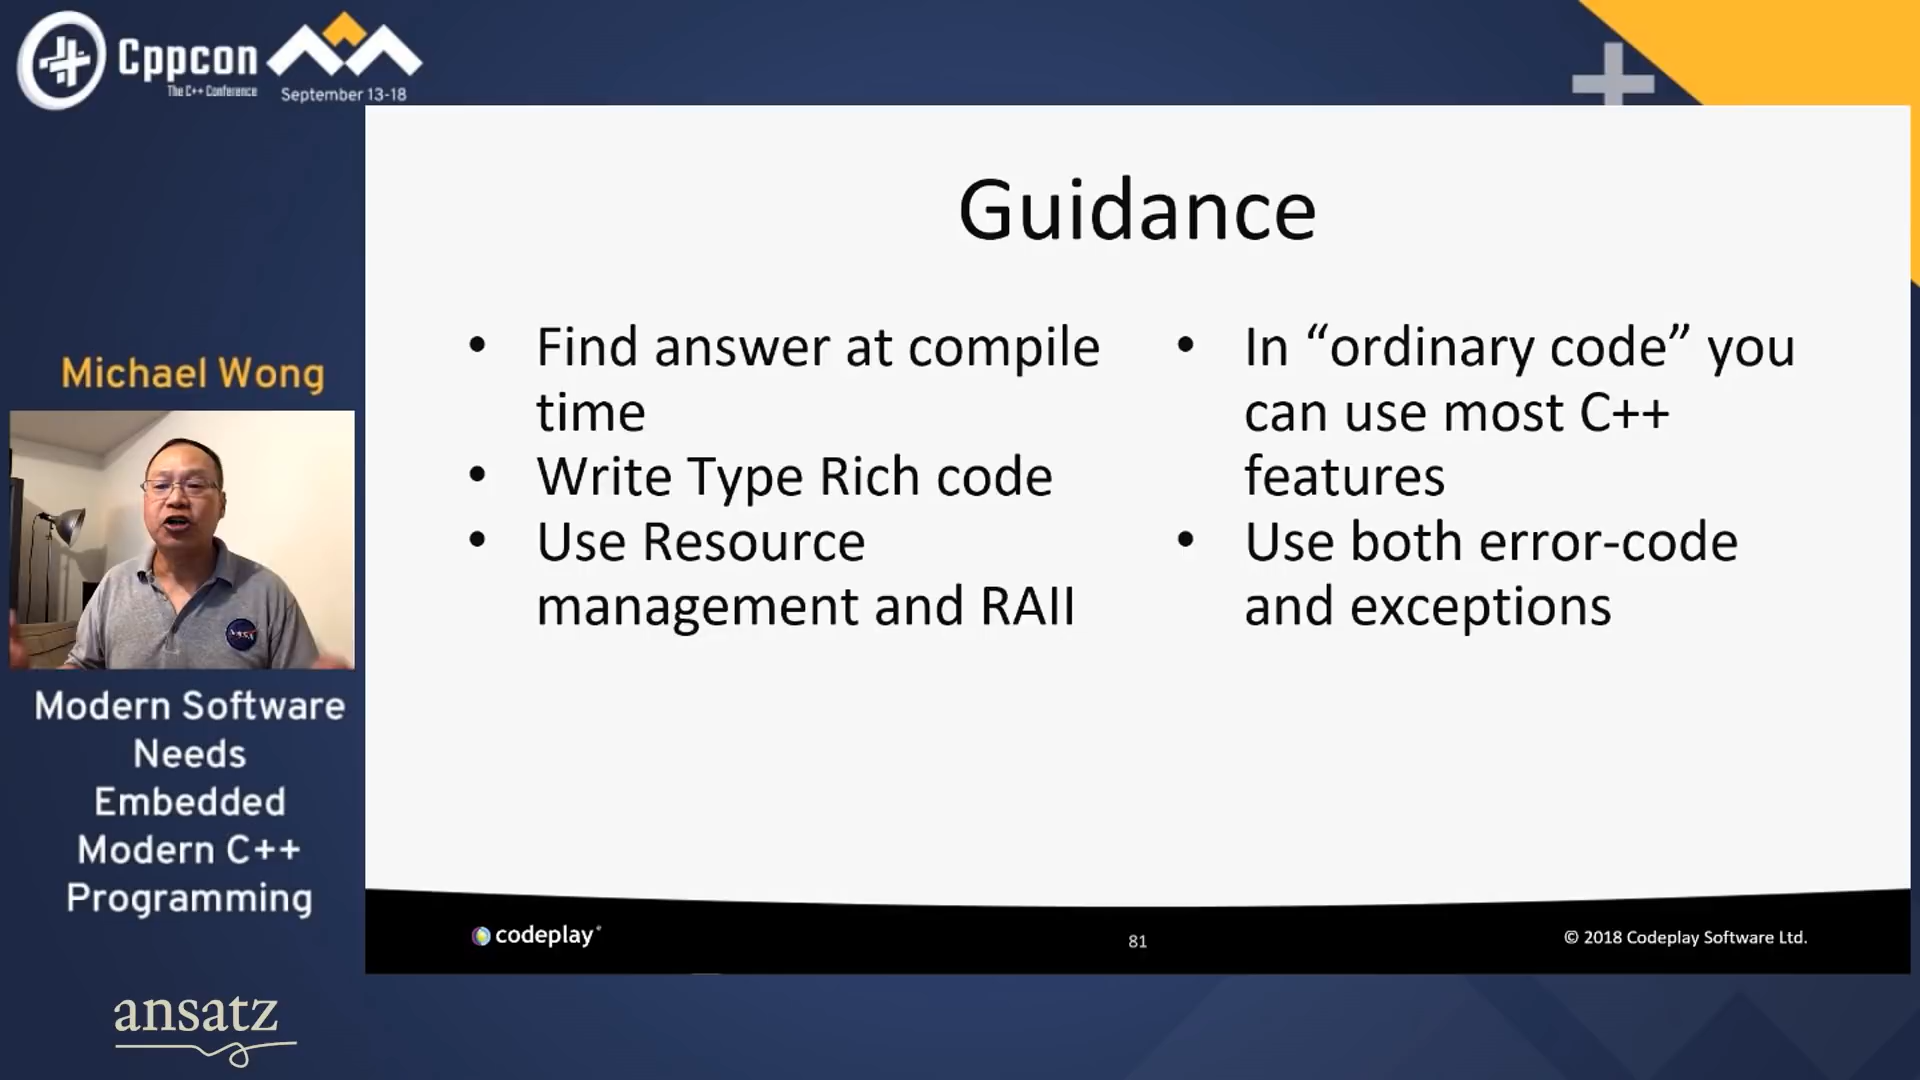 Cppcon
The C++ Conference
September 13-18
Michael Wong
Modern Software
Needs
Embedded
Modern C++
Programming
ansatz
Guidance
• Find answer at compile
time
• Write Type Rich code
• Use Resource
management and RAII
• In “ordinary code” you
can use most C++
features
• Use both error-code
and exceptions
codeplay®
81
© 2018 Codeplay Software Ltd.